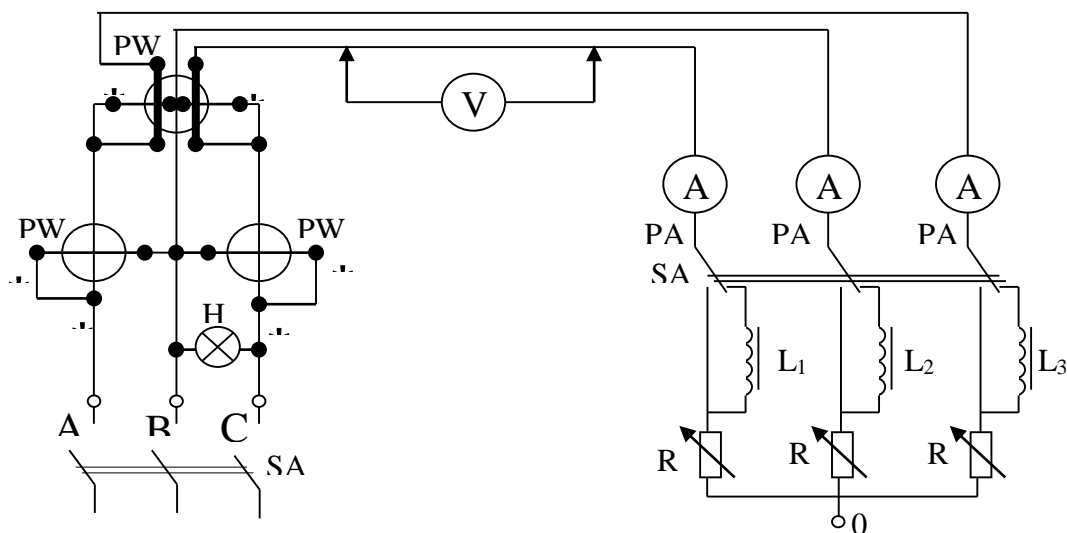 PW
V
A A A
PW PW
PA PA PA
SA
H
L₁ L₂ L₃
A B C
R R R
SA
0